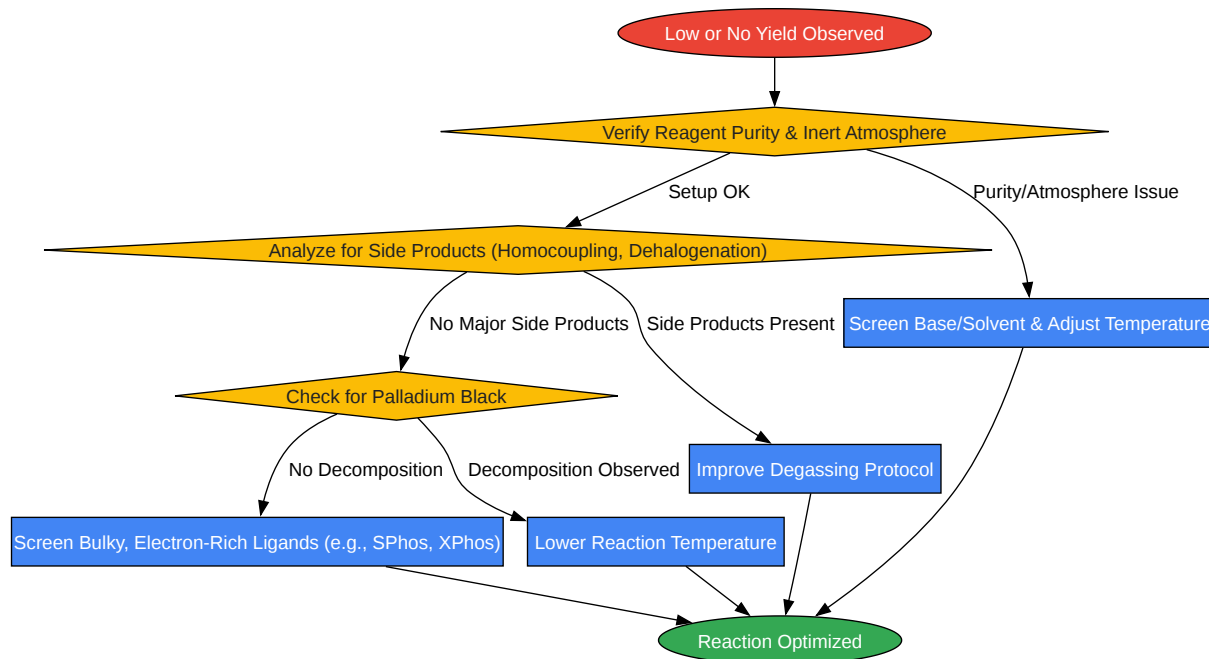 Low or No Yield Observed
Verify Reagent Purity & Inert Atmosphere
Setup OK
Purity/Atmosphere Issue
Analyze for Side Products (Homocoupling, Dehalogenation)
No Major Side Products
Side Products Present
Screen Base/Solvent & Adjust Temperature
Check for Palladium Black
No Decomposition
Decomposition Observed
Improve Degassing Protocol
Screen Bulky, Electron-Rich Ligands (e.g., SPhos, XPhos)
Lower Reaction Temperature
Reaction Optimized